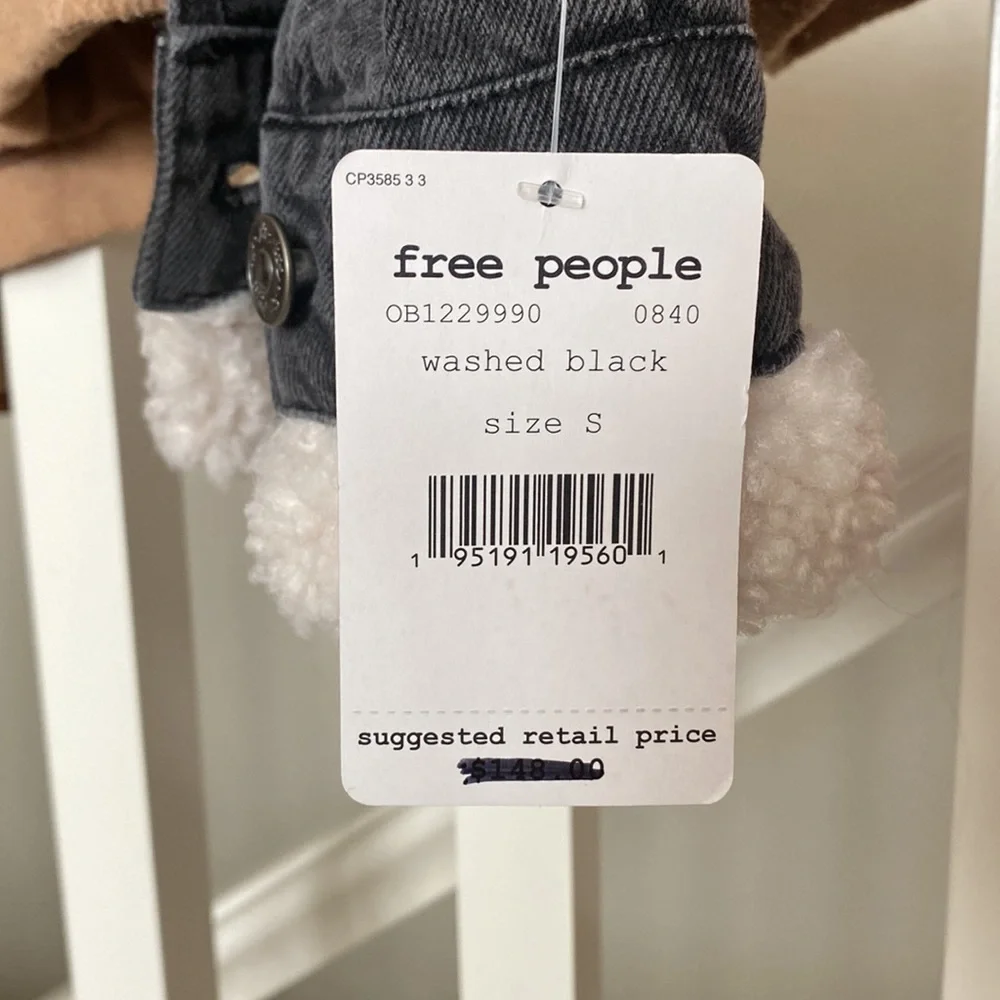 CP3585 3 3
free people
OB1229990 0840
washed black
size S
1 95191 19560 1
suggested retail price
$148.00